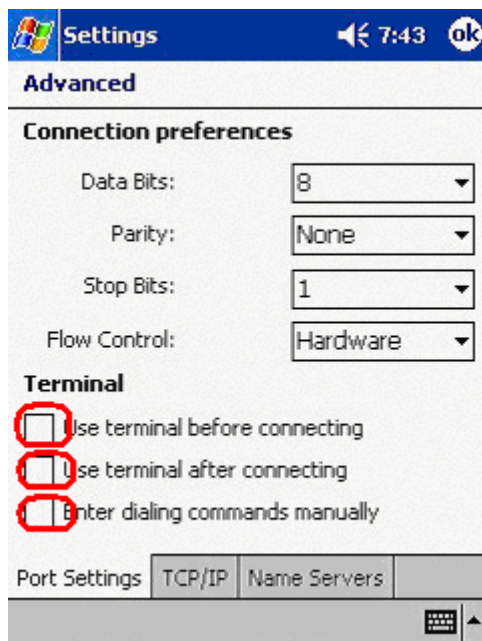 Settings 7:43 ok
Advanced
Connection preferences
Data Bits: 8
Parity: None
Stop Bits: 1
Flow Control: Hardware
Terminal
Use terminal before connecting
Use terminal after connecting
Enter dialing commands manually
Port Settings TCP/IP Name Servers